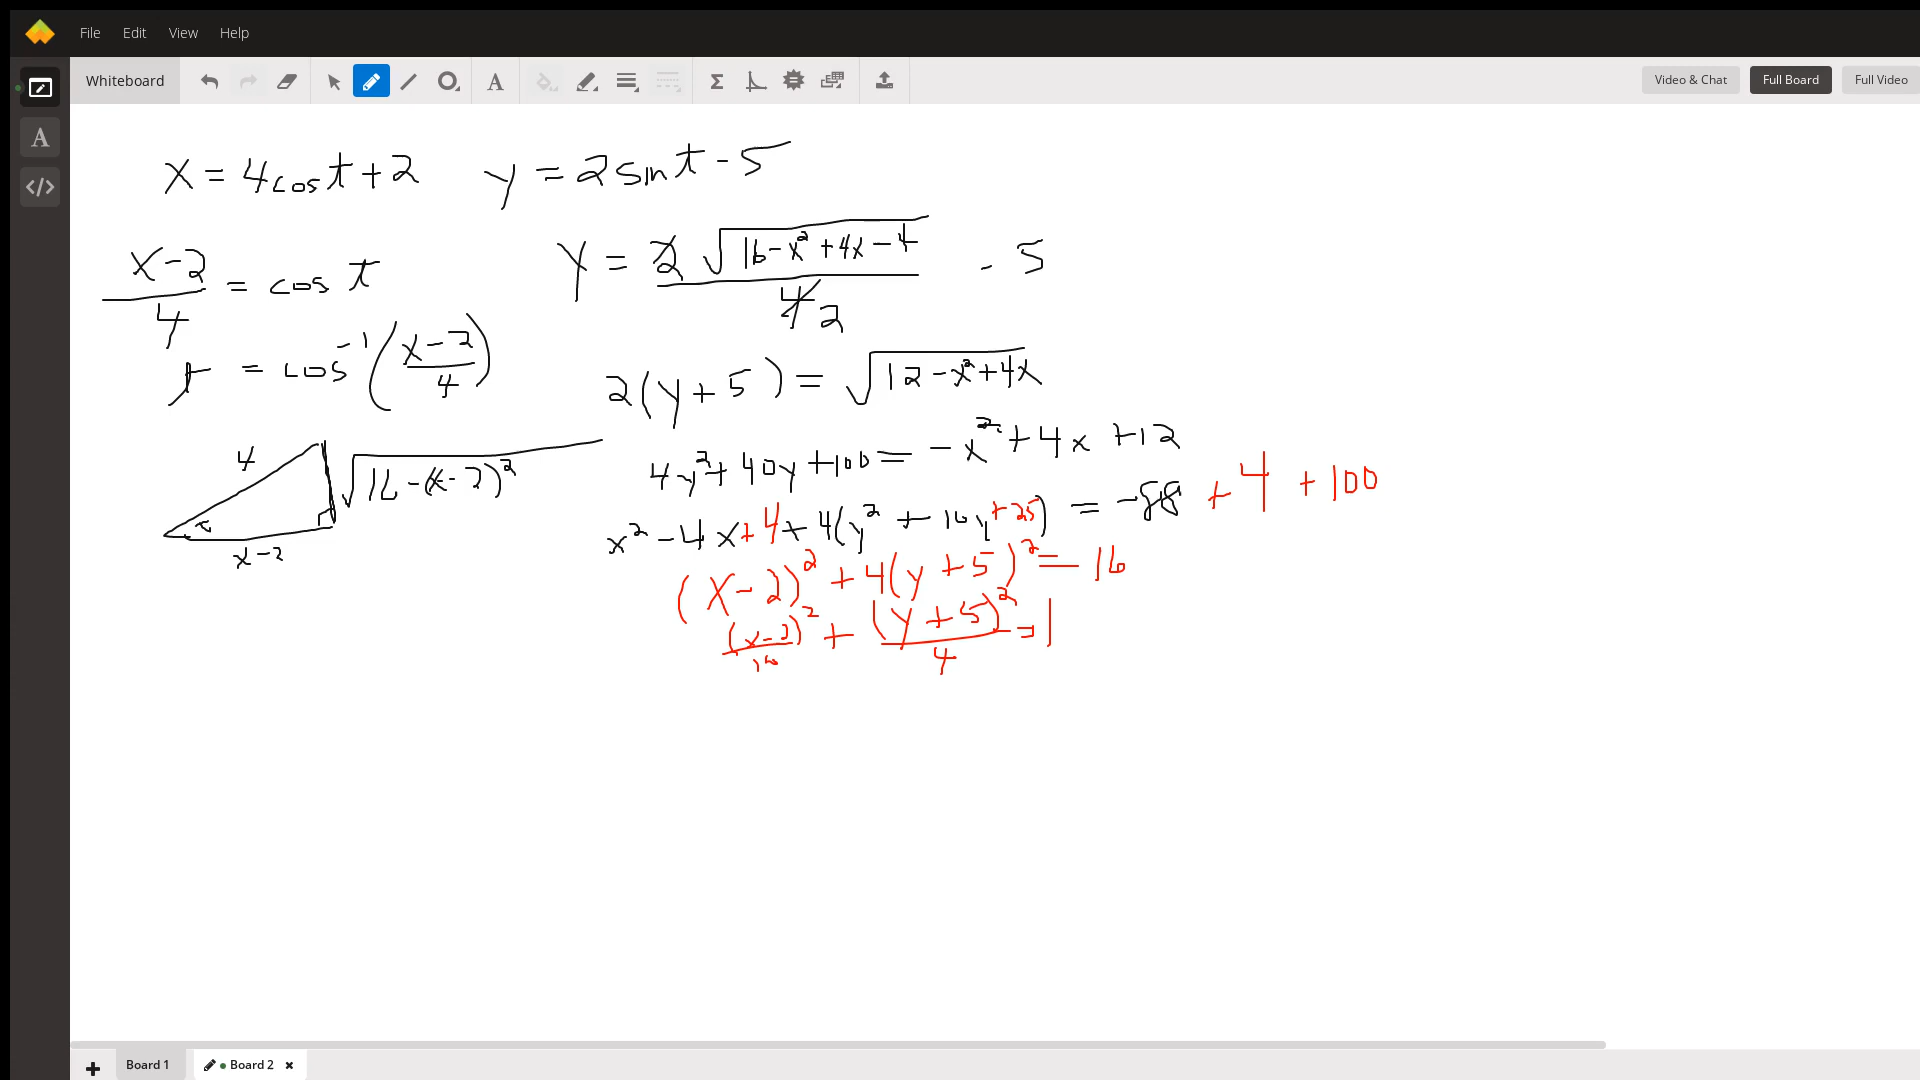 File Edit View Help
Whiteboard A Σ Video & Chat Full Board Full Video
A
</>
x = 4cos t + 2 y = 2 sin t - 5
(x-2)/4 = cos t
y = 2 √(16-x²+4x-4) / 4 2 - 5
t = cos⁻¹((x-2)/4)
2(y+5) = √(12-x²+4x)
4 √(16-(x-2)²)
x-2
4y²+40y+100 = -x²+4x+12
x²-4x+4+4(y²+10y+25) = -88 +4 +100
(x-2)²+4(y+5)² = 16
(x-2)²/16 + (y+5)²/4 = 1
+ Board 1 Board 2 ×